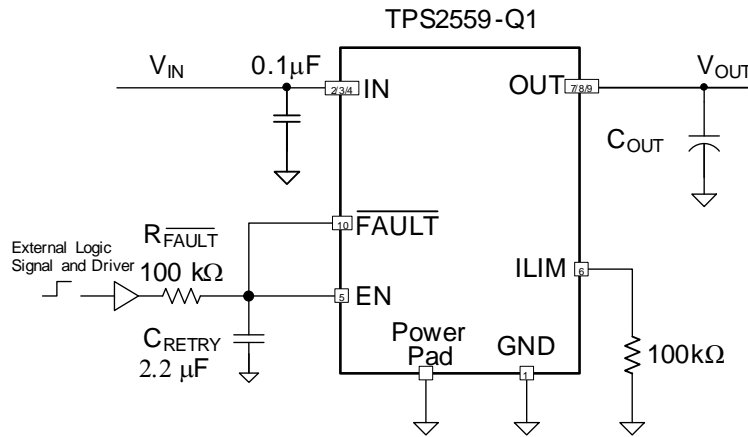 TPS2559-Q1
V_IN
0.1μF
2/3/4
IN
OUT
7/8/9
V_OUT
C_OUT
10
FAULT
R_FAULT
External Logic
Signal and Driver
100 kΩ
5
EN
ILIM
6
C_RETRY
2.2 μF
Power
Pad
GND
1
100kΩ